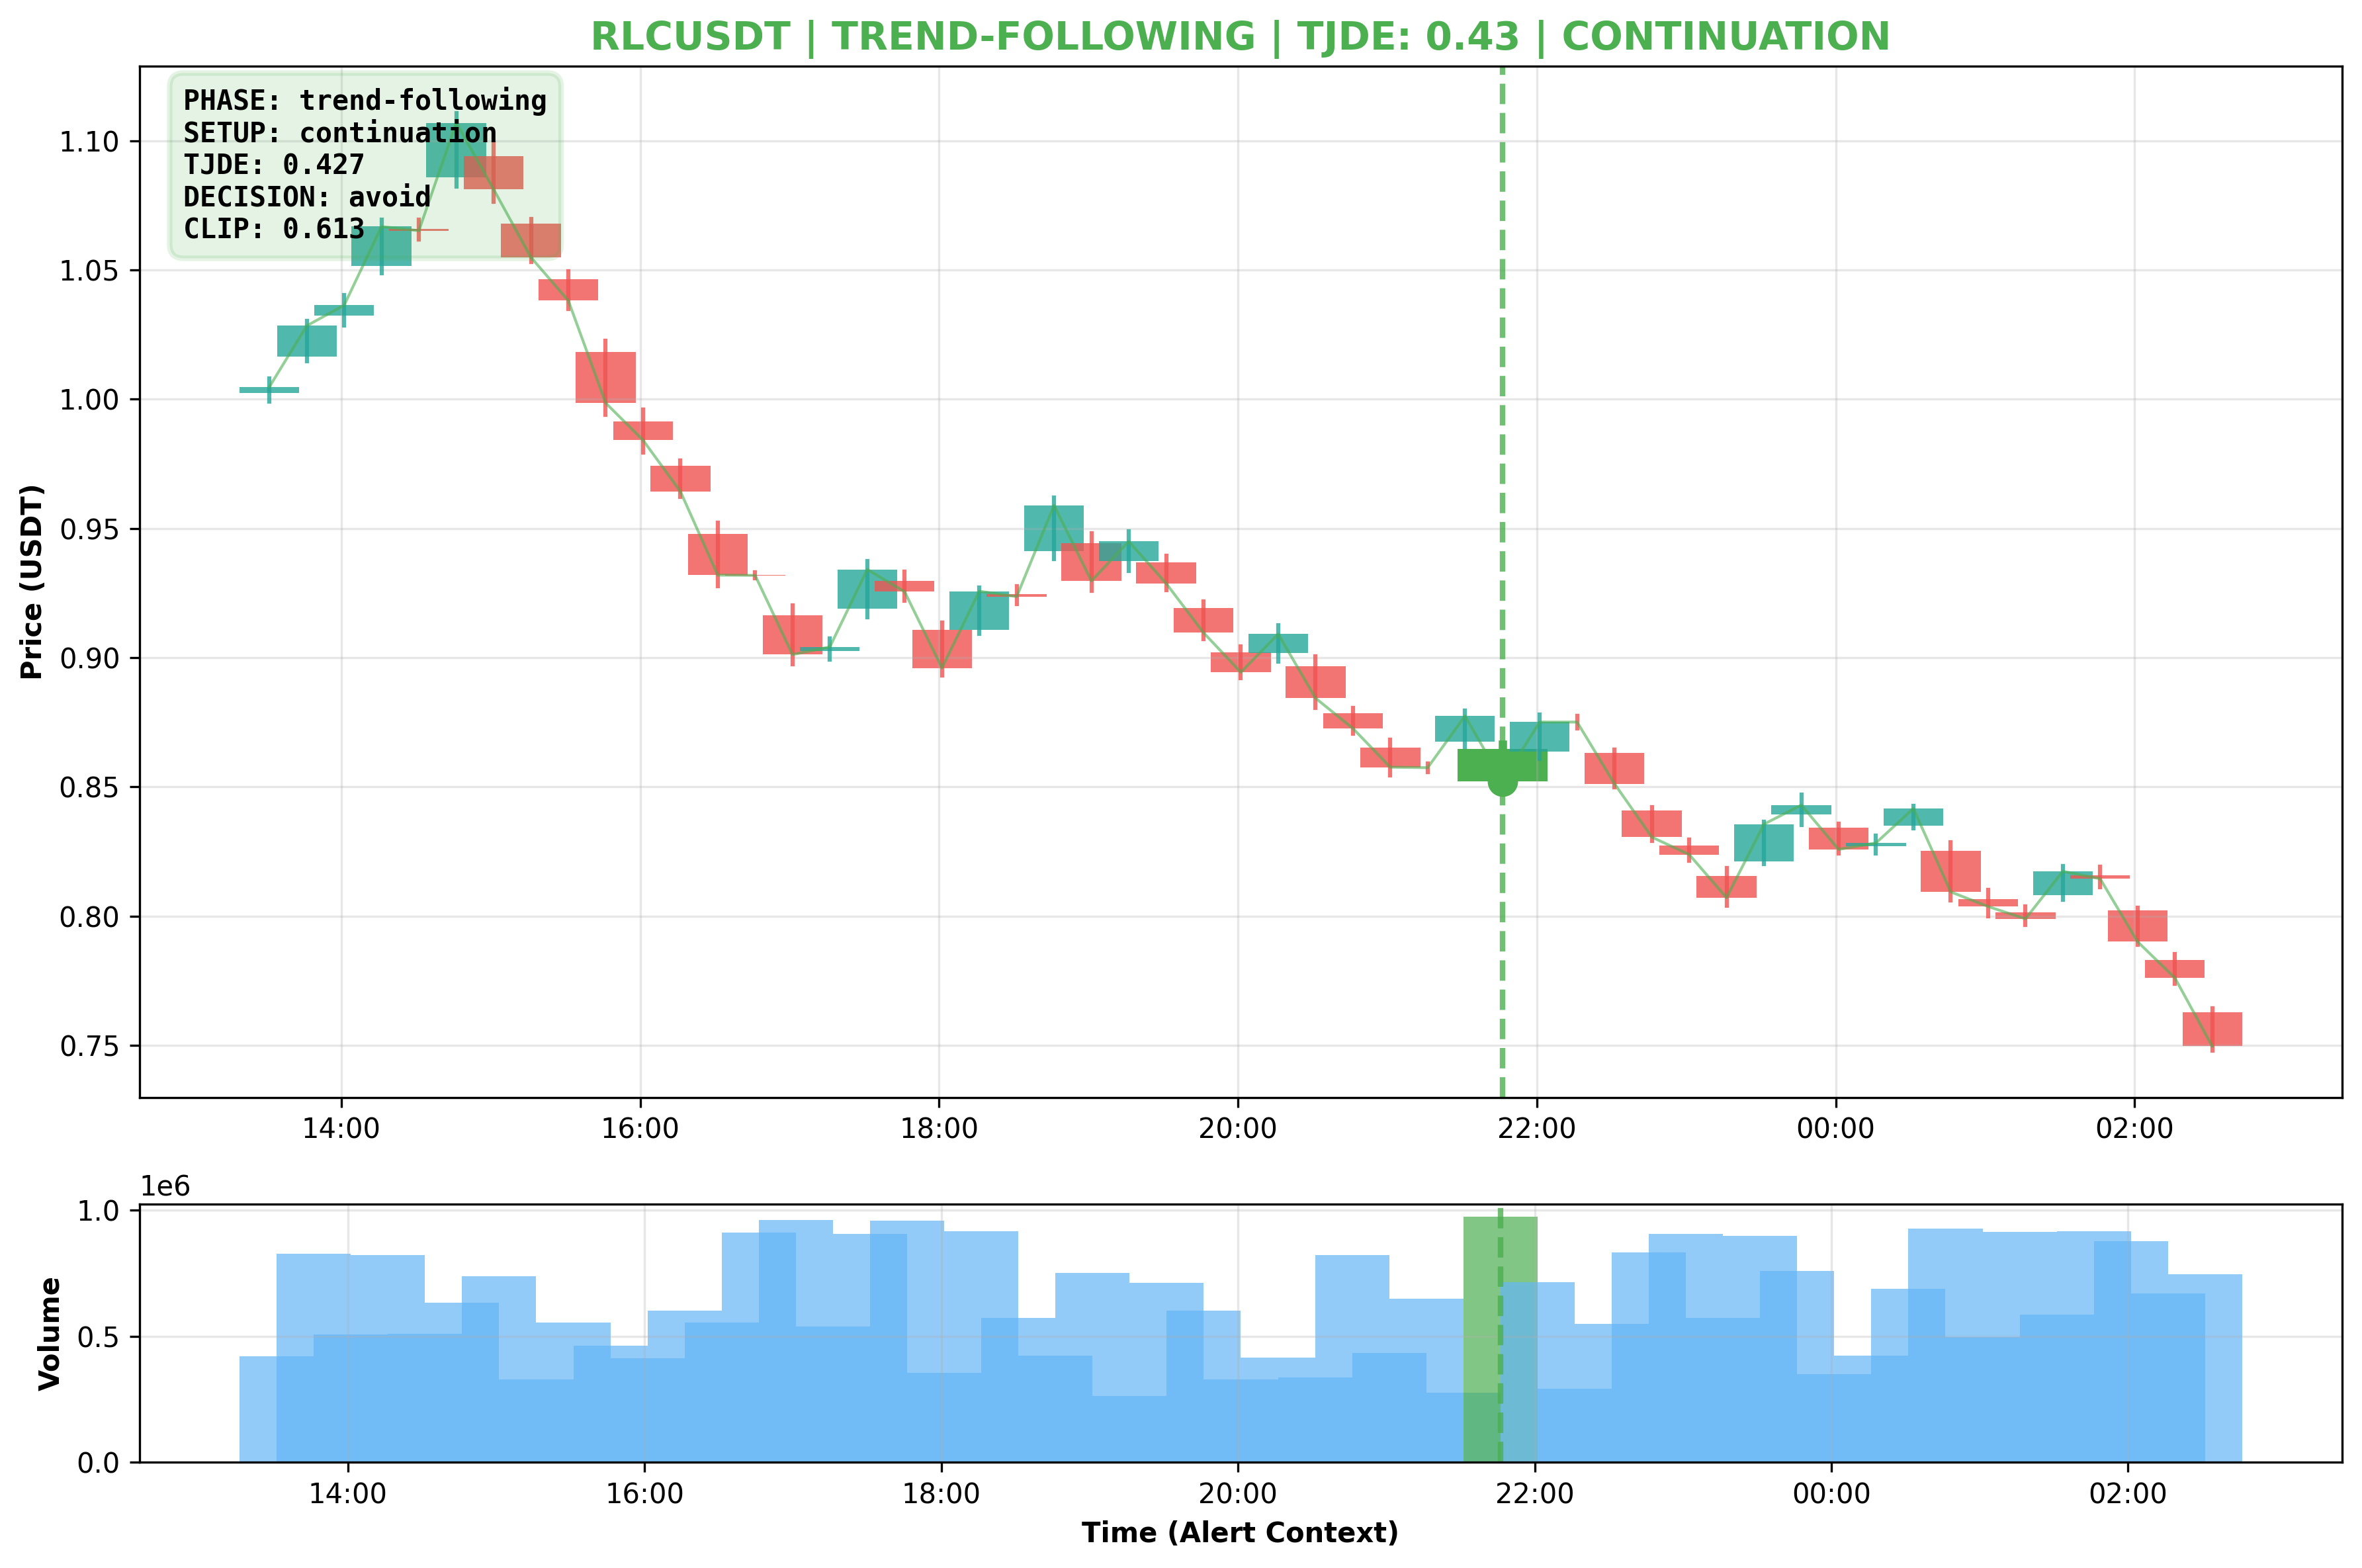 RLCUSDT | TREND-FOLLOWING | TJDE: 0.43 | CONTINUATION
PHASE: trend-following
SETUP: continuation
TJDE: 0.427
DECISION: avoid
CLIP: 0.613
Price (USDT)
1.10
1.05
1.00
0.95
0.90
0.85
0.80
0.75
14:00 16:00 18:00 20:00 22:00 00:00 02:00
1e6
Volume
1.0
0.5
0.0
14:00 16:00 18:00 20:00 22:00 00:00 02:00
Time (Alert Context)